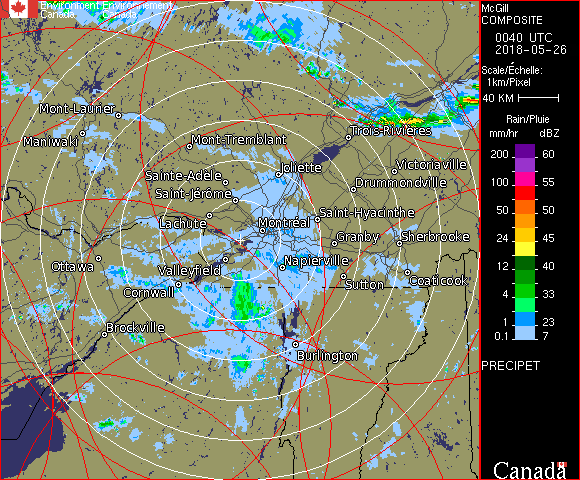 Environment Environnement
Canada Canada
McGill
COMPOSITE
0040 UTC
2018-05-26
Scale/Échelle:
1km/Pixel
40 KM
Rain/Pluie
mm/hr dBZ
200 60
100 55
50 50
24 45
12 40
4 33
1 23
0.1 7
PRECIPET
Canada
Mont-Laurier
Maniwaki
Mont-Tremblant
Trois-Rivières
Joliette
Victoriaville
Sainte-Adèle
Drummondville
Saint-Jérôme
Lachute
Saint-Hyacinthe
Montréal
Granby
Sherbrooke
Ottawa
Valleyfield
Napierville
Cornwall
Sutton
Coaticook
Brockville
Burlington